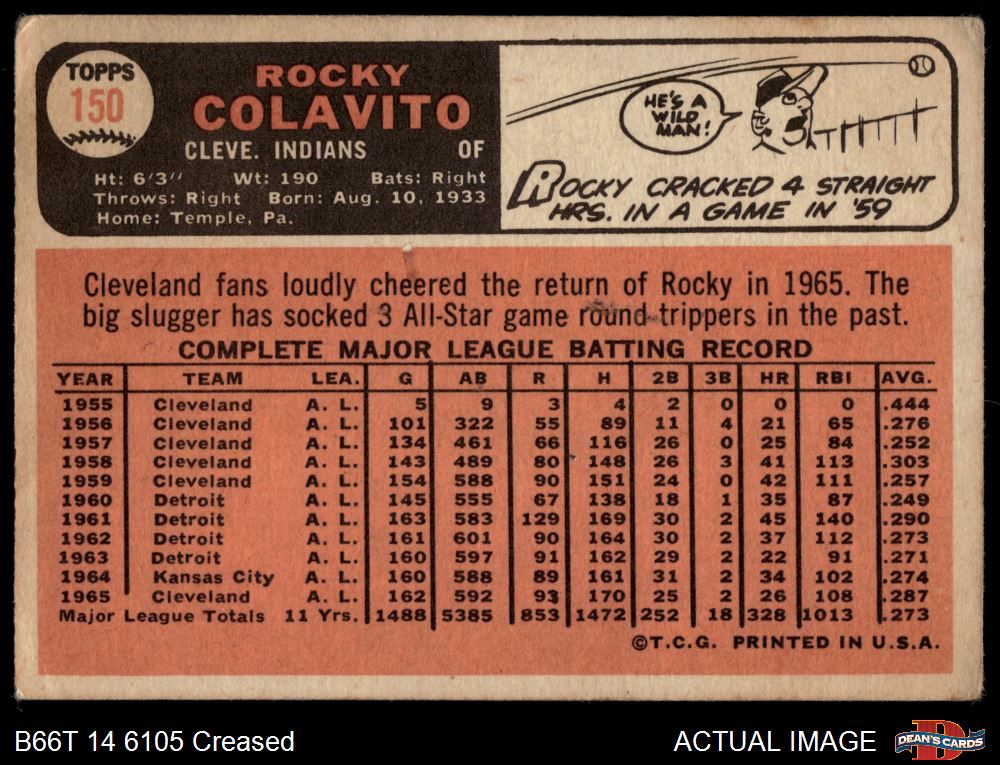 TOPPS
150
ROCKY
COLAVITO
CLEVE. INDIANS OF
Ht: 6'3" Wt: 190 Bats: Right
Throws: Right Born: Aug. 10, 1933
Home: Temple, Pa.
HE'S A
WILD
MAN!
ROCKY CRACKED 4 STRAIGHT
HRS. IN A GAME IN '59
Cleveland fans loudly cheered the return of Rocky in 1965. The
big slugger has socked 3 All-Star game round-trippers in the past.
COMPLETE MAJOR LEAGUE BATTING RECORD
YEAR TEAM LEA. G AB R H 2B 3B HR RBI AVG.
1955 Cleveland A. L. 5 9 3 4 2 0 0 0 .444
1956 Cleveland A. L. 101 322 55 89 11 4 21 65 .276
1957 Cleveland A. L. 134 461 66 116 26 0 25 84 .252
1958 Cleveland A. L. 143 489 80 148 26 3 41 113 .303
1959 Cleveland A. L. 154 588 90 151 24 0 42 111 .257
1960 Detroit A. L. 145 555 67 138 18 1 35 87 .249
1961 Detroit A. L. 163 583 129 169 30 2 45 140 .290
1962 Detroit A. L. 161 601 90 164 30 2 37 112 .273
1963 Detroit A. L. 160 597 91 162 29 2 22 91 .271
1964 Kansas City A. L. 160 588 89 161 31 2 34 102 .274
1965 Cleveland A. L. 162 592 93 170 25 2 26 108 .287
Major League Totals 11 Yrs. 1488 5385 853 1472 252 18 328 1013 .273
©T.C.G. PRINTED IN U.S.A.
B66T 14 6105 Creased ACTUAL IMAGE
DEAN'S CARDS